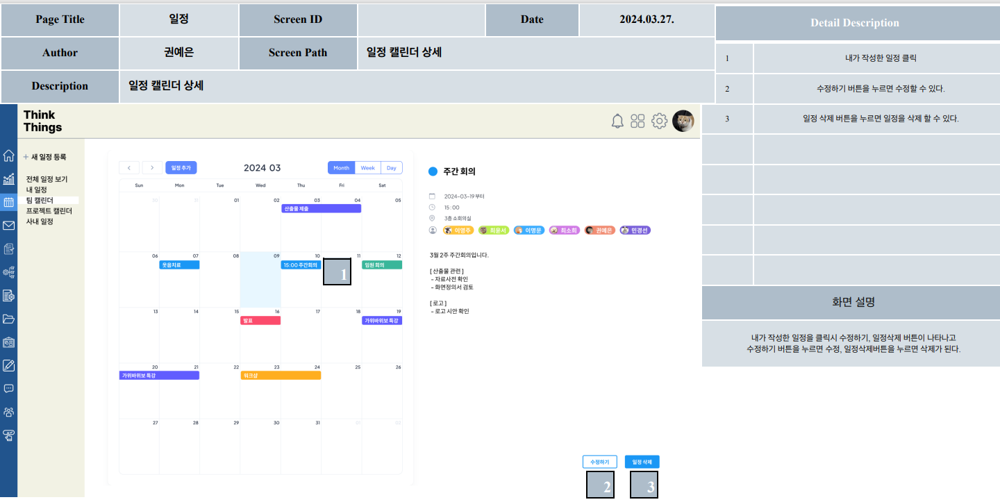 Page Title 일정 Screen ID Date 2024.03.27.
Author 권예은 Screen Path 일정 캘린더 상세
Description 일정 캘린더 상세
Detail Description
1 내가 작성한 일정 클릭
2 수정하기 버튼을 누르면 수정할 수 있다.
3 일정 삭제 버튼을 누르면 일정을 삭제 할 수 있다.
화면 설명
내가 작성한 일정을 클릭시 수정하기, 일정삭제 버튼이 나타나고
수정하기 버튼을 누르면 수정, 일정삭제버튼을 누르면 삭제가 된다.
Think
Things
+ 새 일정 등록
전체 일정 보기
내 일정
팀 캘린더
프로젝트 캘린더
사내 일정
< > 일정 추가 2024 03 Month Week Day
Sun Mon Tue Wed Thu Fri Sat
30 31 01 02 03 04 05
산출물 제출
06 07 08 09 10 11 12
웃음치료 15:00 주간회의 임원 회의
1
13 14 15 16 17 18 19
발표 가위바위보 특강
20 21 22 23 24 25 26
가위바위보 특강 워크샵
27 28 29 30 31 01 02
주간 회의
2024-03-19 부터
15:00
3층 소회의실
이영주 최윤서 이명문 최소희 권예은 민경선
3월 2주 주간회의입니다.
[ 산출물 관련 ]
- 자료사전 확인
- 화면정의서 검토
[ 로고 ]
- 로고 시안 확인
수정하기 일정 삭제
2 3